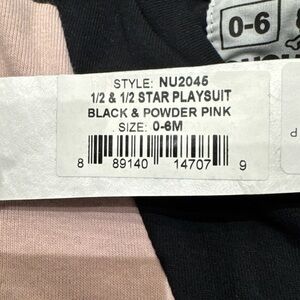 0-6
STYLE: NU2045
1/2 & 1/2 STAR PLAYSUIT
BLACK & POWDER PINK
SIZE: 0-6M
8 89140 14707 9